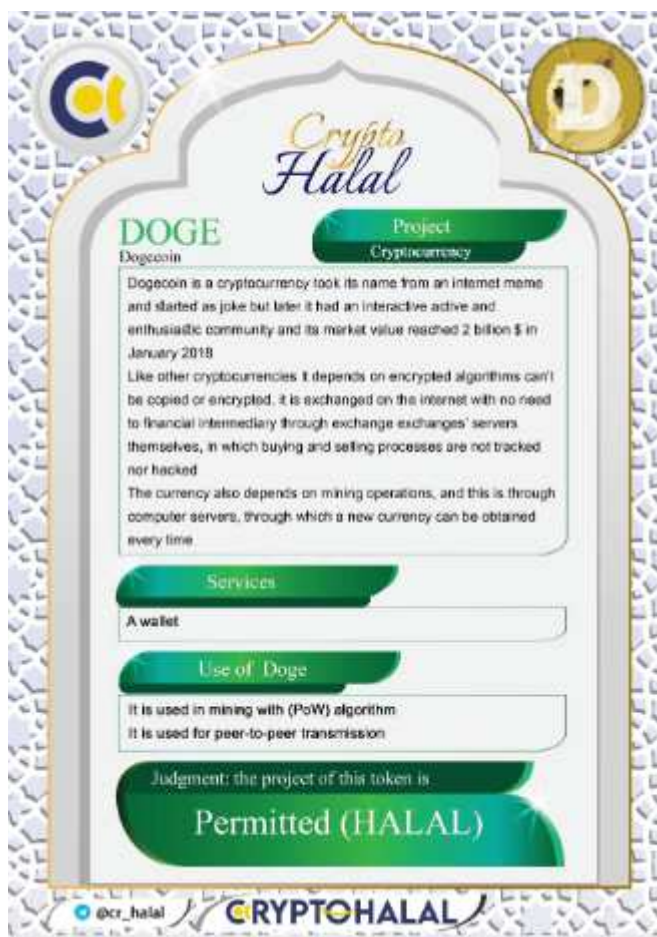 Crypto
Halal
DOGE
Dogecoin
Project
Cryptocurrency
Dogecoin is a cryptocurrency took its name from an internet meme
and started as joke but later it had an interactive active and
enthusiastic community and its market value reached 2 billion $ in
January 2018
Like other cryptocurrencies it depends on encrypted algorithms can't
be copied or encrypted. it is exchanged on the internet with no need
to financial intermediary through exchange exchanges' servers
themselves, in which buying and selling processes are not tracked
nor hacked
The currency also depends on mining operations, and this is through
computer servers, through which a new currency can be obtained
every time
Services
A wallet
Use of Doge
It is used in mining with (PoW) algorithm
It is used for peer-to-peer transmission
Judgment: the project of this token is
Permitted (HALAL)
@cr_halal
CRYPTOHALAL